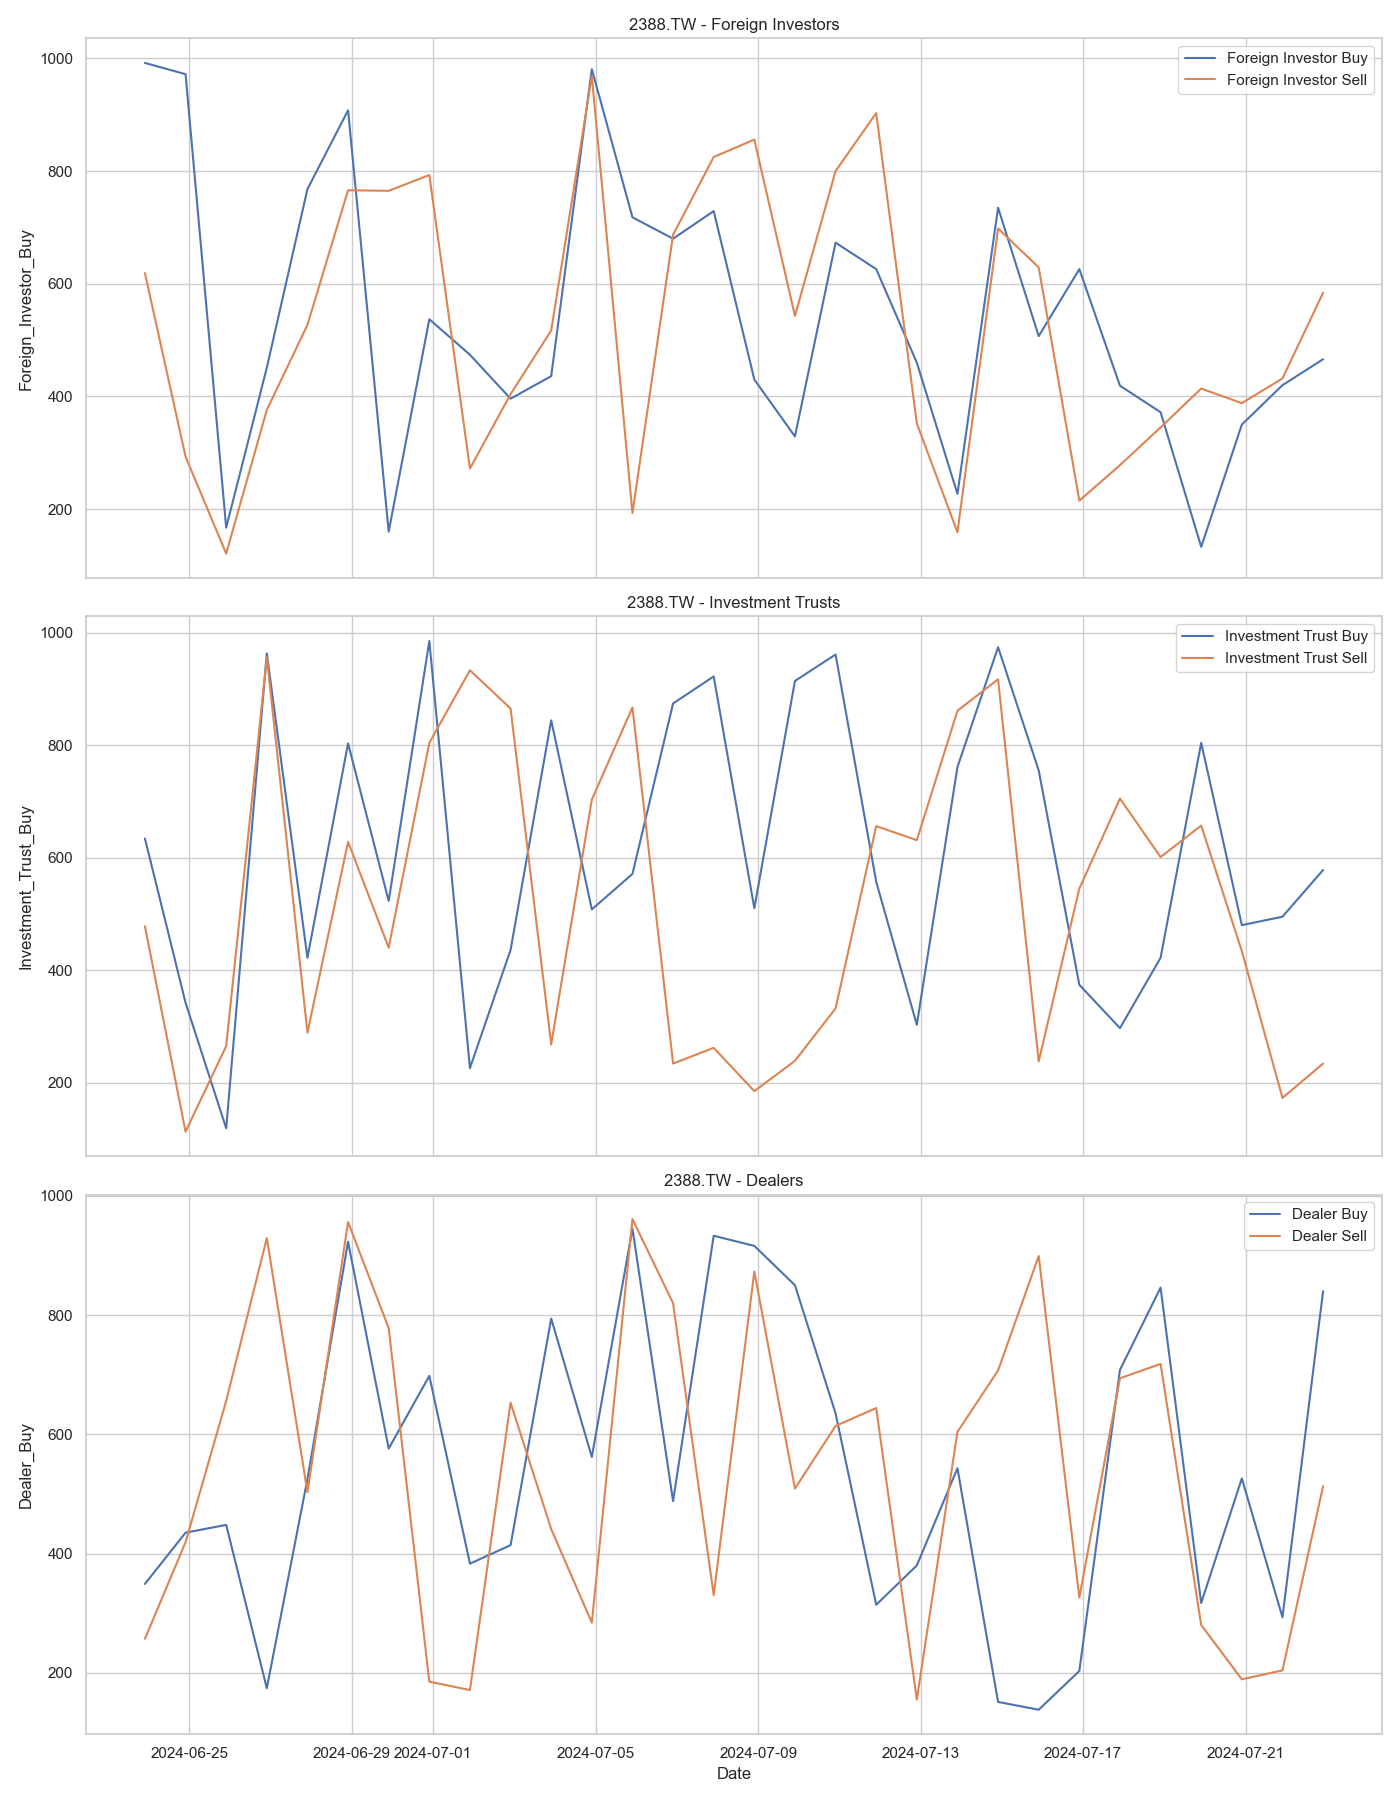 2388.TW - Foreign Investors
Foreign_Investor_Buy
1000
800
600
400
200
Foreign Investor Buy
Foreign Investor Sell
2388.TW - Investment Trusts
Investment_Trust_Buy
1000
800
600
400
200
Investment Trust Buy
Investment Trust Sell
2388.TW - Dealers
Dealer_Buy
1000
800
600
400
200
Dealer Buy
Dealer Sell
2024-06-25 2024-06-29 2024-07-01 2024-07-05 2024-07-09 2024-07-13 2024-07-17 2024-07-21
Date